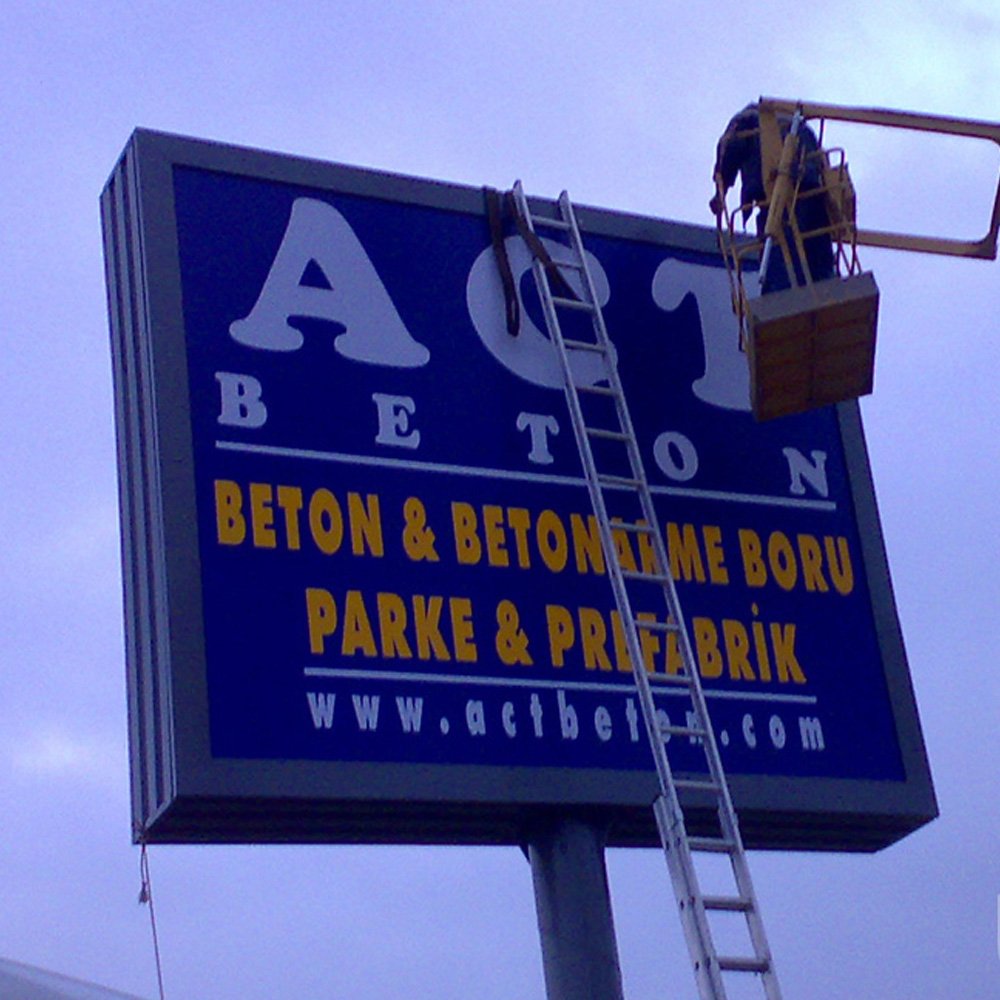 ACT
BETON
BETON & BETONARME BORU
PARKE & PREFABRİK
www.actbeton.com